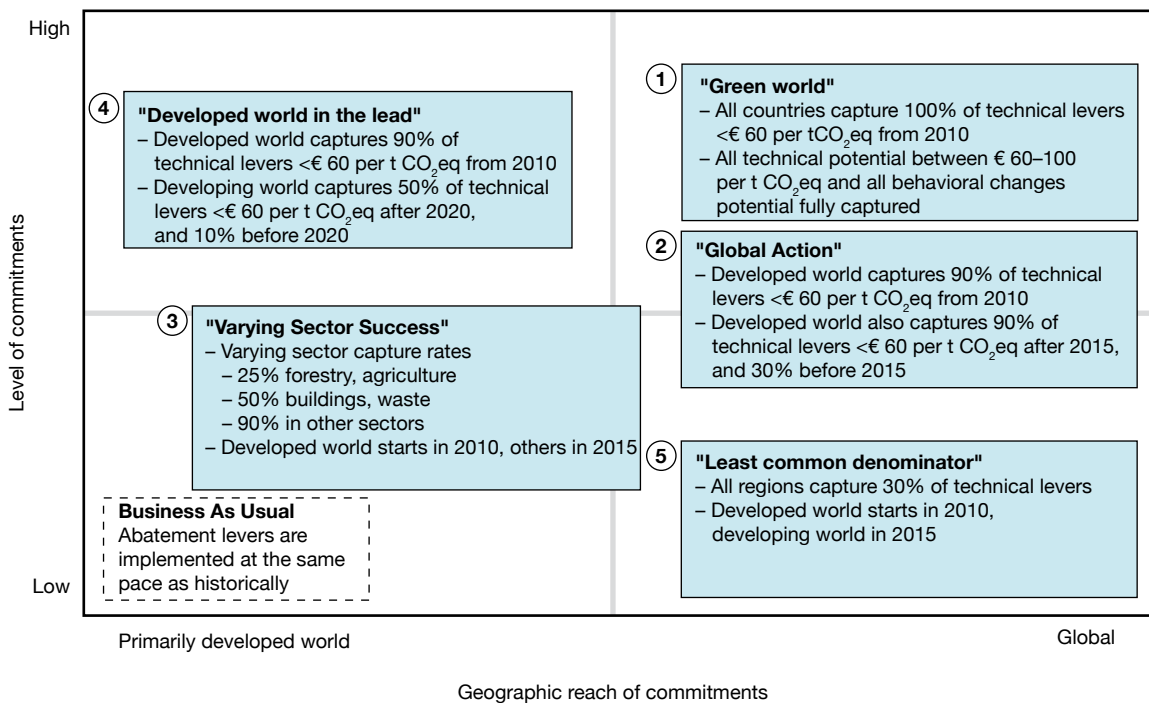 High
Level of commitments
Low
4
"Developed world in the lead"
– Developed world captures 90% of
technical levers <€ 60 per t CO₂eq from 2010
– Developing world captures 50% of technical
levers <€ 60 per t CO₂eq after 2020,
and 10% before 2020
1
"Green world"
– All countries capture 100% of technical levers
<€ 60 per tCO₂eq from 2010
– All technical potential between € 60–100
per t CO₂eq and all behavioral changes
potential fully captured
2
"Global Action"
– Developed world captures 90% of technical
levers <€ 60 per t CO₂eq from 2010
– Developed world also captures 90% of
technical levers <€ 60 per t CO₂eq after 2015,
and 30% before 2015
3
"Varying Sector Success"
– Varying sector capture rates
– 25% forestry, agriculture
– 50% buildings, waste
– 90% in other sectors
– Developed world starts in 2010, others in 2015
5
"Least common denominator"
– All regions capture 30% of technical levers
– Developed world starts in 2010,
developing world in 2015
Business As Usual
Abatement levers are
implemented at the same
pace as historically
Primarily developed world
Global
Geographic reach of commitments